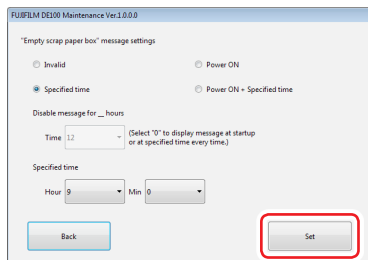 FUJIFILM DE100 Maintenance Ver.1.0.0.0
"Empty scrap paper box" message settings
Invalid
Power ON
Specified time
Power ON + Specified time
Disable message for __ hours
Time 12 (Select "0" to display message at startup
or at specified time every time.)
Specified time
Hour 9 Min 0
Back
Set